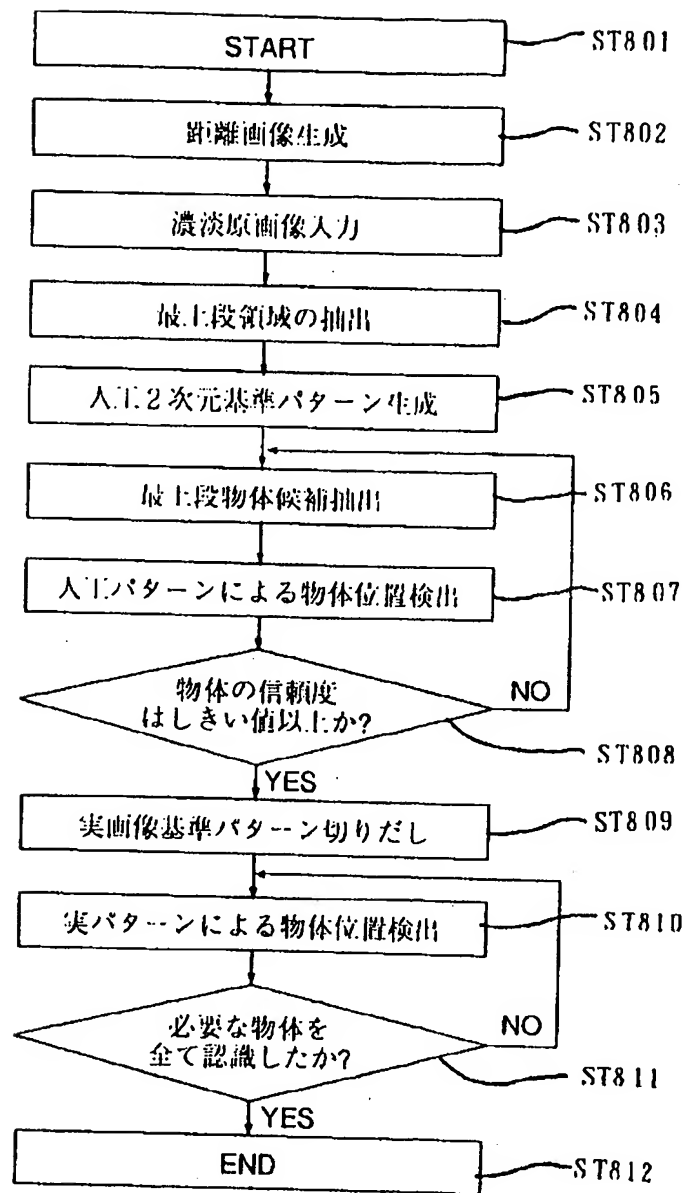 START
ST801
距離画像生成
ST802
濃淡原画像入力
ST803
最上段領域の抽出
ST804
人工2次元基準パターン生成
ST805
最上段物体候補抽出
ST806
人工パターンによる物体位置検出
ST807
物体の信頼度
はしきい値以上か?
NO
ST808
YES
実画像基準パターン切りだし
ST809
実パターンによる物体位置検出
ST810
必要な物体を
全て認識したか?
NO
ST811
YES
END
ST812